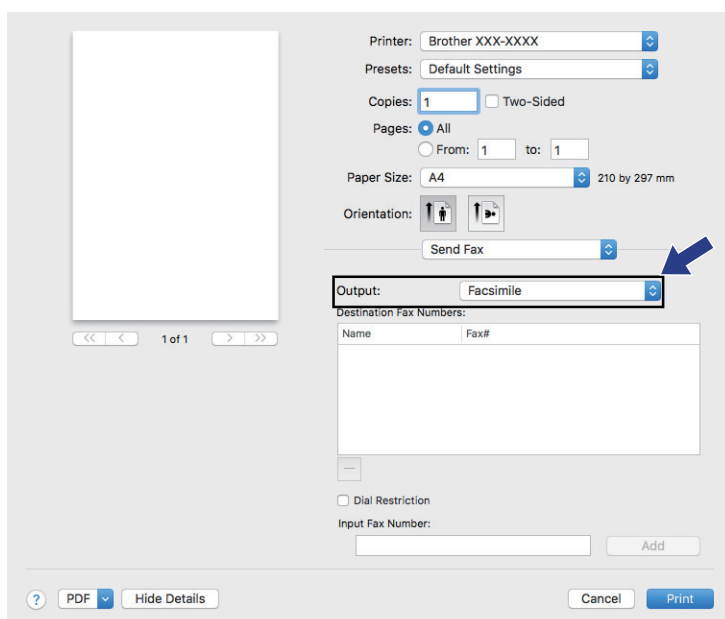 Printer: Brother XXX-XXXX
Presets: Default Settings
Copies: 1 Two-Sided
Pages: All
From: 1 to: 1
Paper Size: A4 210 by 297 mm
Orientation:
Send Fax
Output: Facsimile
Destination Fax Numbers:
Name Fax#
1 of 1
Dial Restriction
Input Fax Number:
Add
? PDF Hide Details Cancel Print